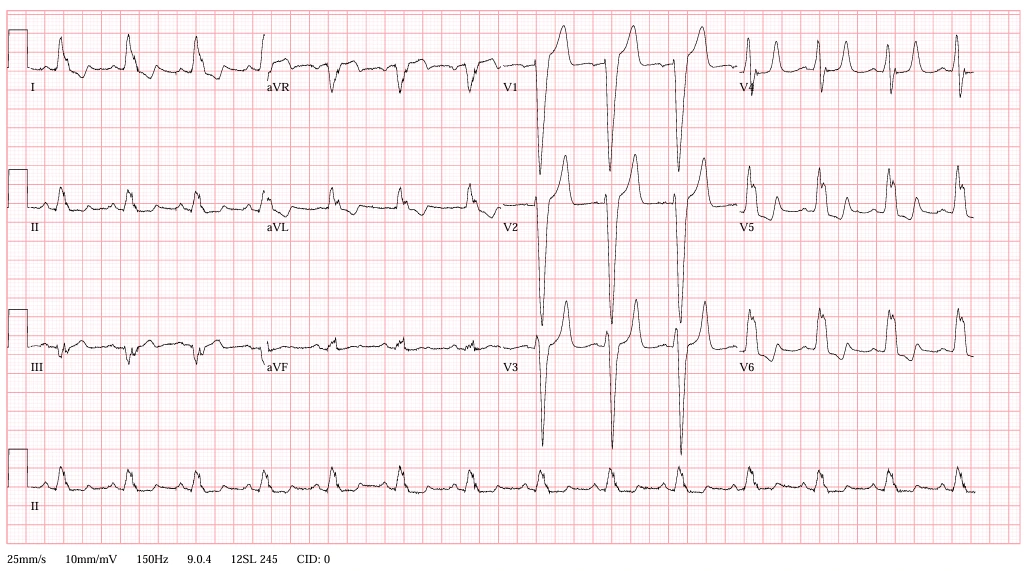 I aVR V1 V4
II aVL V2 V5
III aVF V3 V6
II
25mm/s 10mm/mV 150Hz 9.0.4 12SL 245 CID: 0